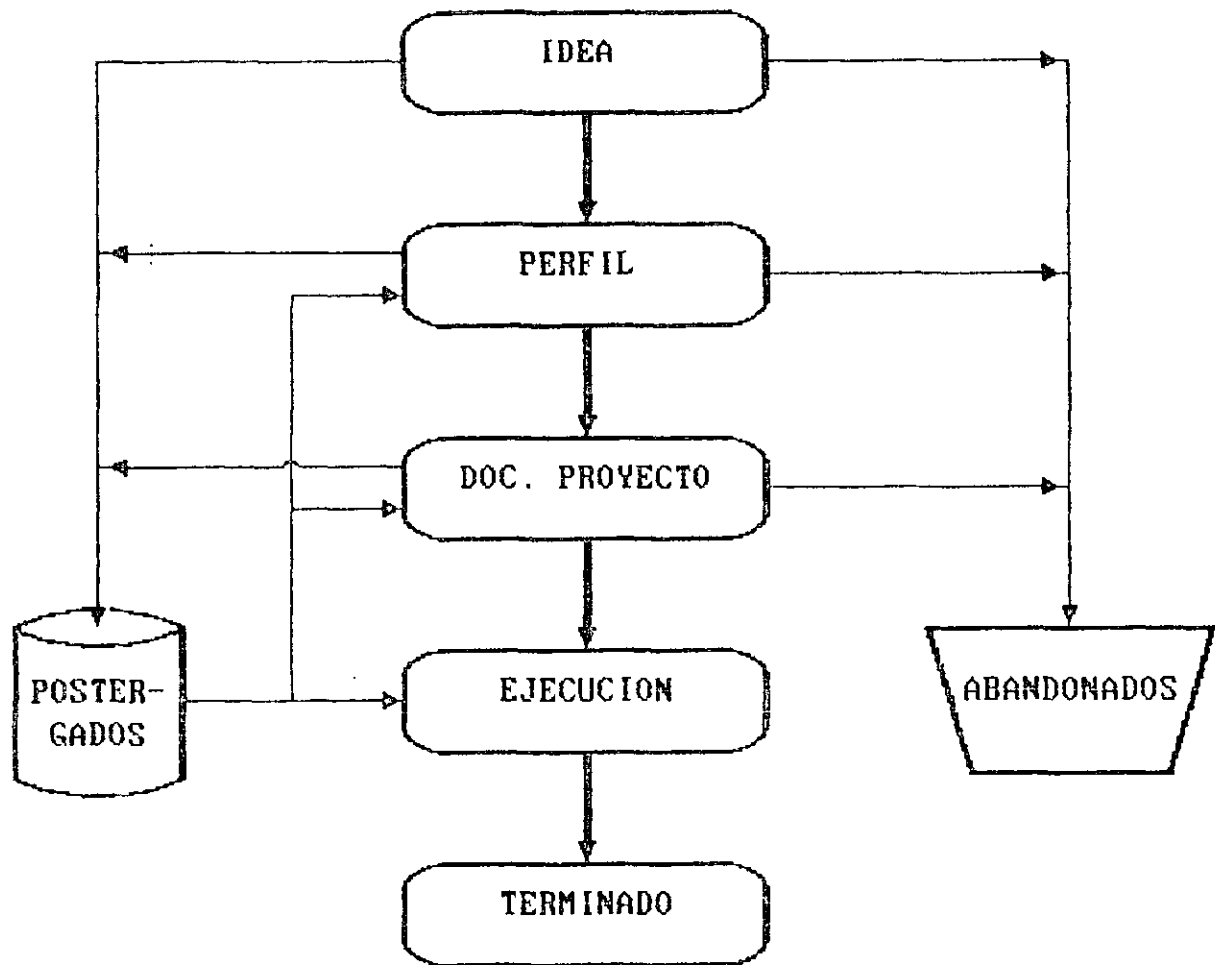 IDEA
PERFIL
DOC. PROYECTO
POSTER-
GADOS
EJECUCION
ABANDONADOS
TERMINADO